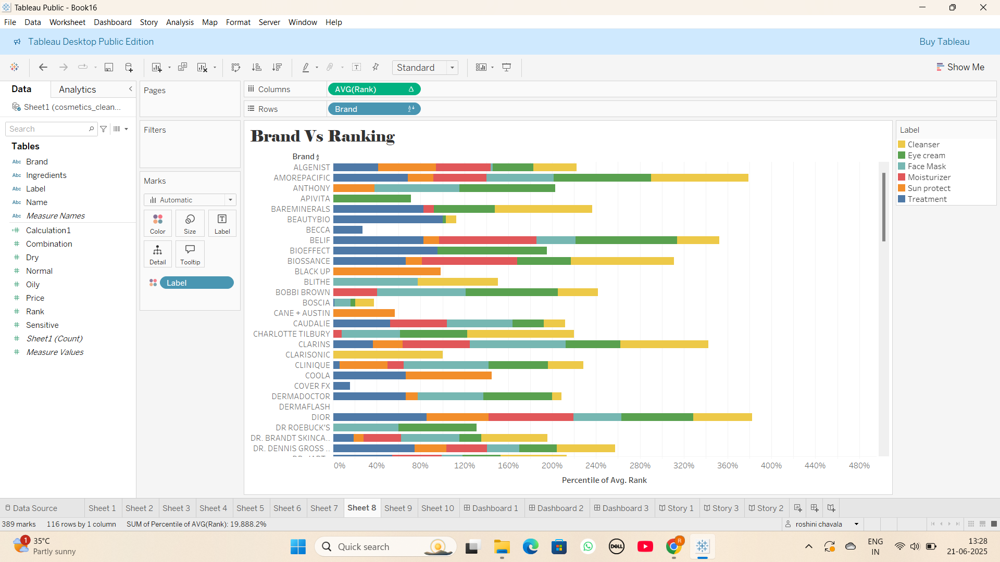 Tableau Public - Book16
File Data Worksheet Dashboard Story Analysis Map Format Server Window Help
Tableau Desktop Public Edition Buy Tableau
Standard Show Me
Data Analytics
Sheet1 (cosmetics_clean...
Search
Tables
Abc Brand
Abc Ingredients
Abc Label
Abc Name
Abc Measure Names
Calculation1
Combination
Dry
Normal
Oily
Price
Rank
Sensitive
Sheet1 (Count)
Measure Values
Pages
Filters
Marks
Automatic
Color Size Label
Detail Tooltip
Label
Columns AVG(Rank)
Rows Brand
Brand Vs Ranking
Brand
ALGENIST
AMOREPACIFIC
ANTHONY
APIVITA
BAREMINERALS
BEAUTYBIO
BECCA
BELIF
BIOEFFECT
BIOSSANCE
BLACK UP
BLITHE
BOBBI BROWN
BOSCIA
CANE + AUSTIN
CAUDALIE
CHARLOTTE TILBURY
CLARINS
CLARISONIC
CLINIQUE
COOLA
COVER FX
DERMADOCTOR
DERMAFLASH
DIOR
DR ROEBUCK'S
DR. BRANDT SKINCA..
DR. DENNIS GROSS ..
0% 40% 80% 120% 160% 200% 240% 280% 320% 360% 400% 440% 480%
Percentile of Avg. Rank
Label
Cleanser
Eye cream
Face Mask
Moisturizer
Sun protect
Treatment
Data Source Sheet 1 Sheet 2 Sheet 3 Sheet 4 Sheet 5 Sheet 6 Sheet 7 Sheet 8 Sheet 9 Sheet 10 Dashboard 1 Dashboard 2 Dashboard 3 Story 1 Story 3 Story 2
389 marks 116 rows by 1 column SUM of Percentile of AVG(Rank): 19,888.2% roshini chavala
1 35°C
Partly sunny
Quick search
DELL
R
ENG
IN
13:28
21-06-2025